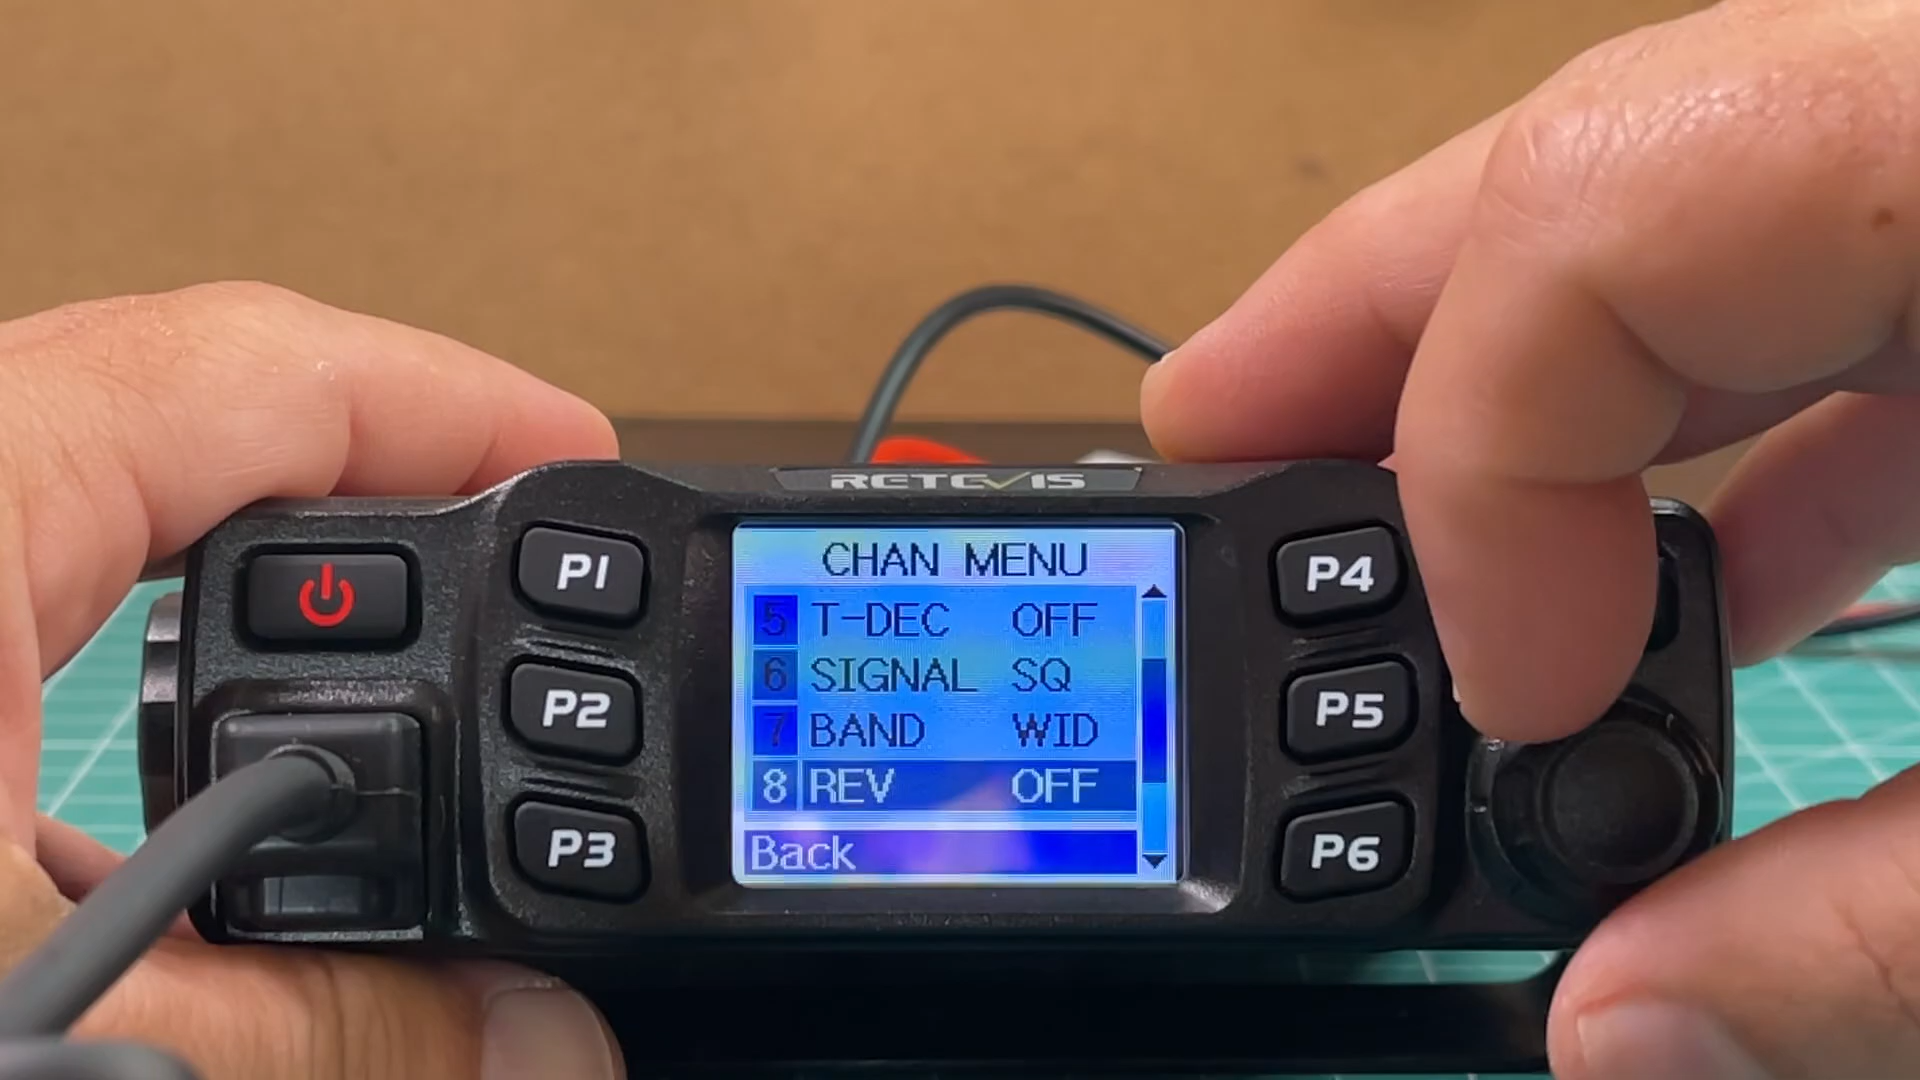 RETEVIS
P1
P2
P3
CHAN MENU
5 T-DEC OFF
6 SIGNAL SQ
7 BAND WID
8 REV OFF
Back
P4
P5
P6